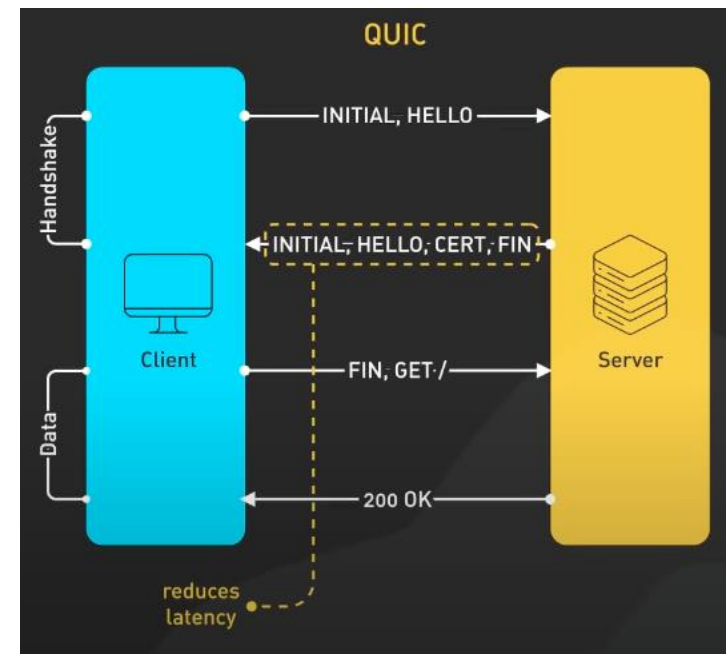 QUIC
INITIAL, HELLO
Handshake
INITIAL, HELLO, CERT, FIN
Client
Server
FIN, GET /
Data
200 OK
reduces
latency